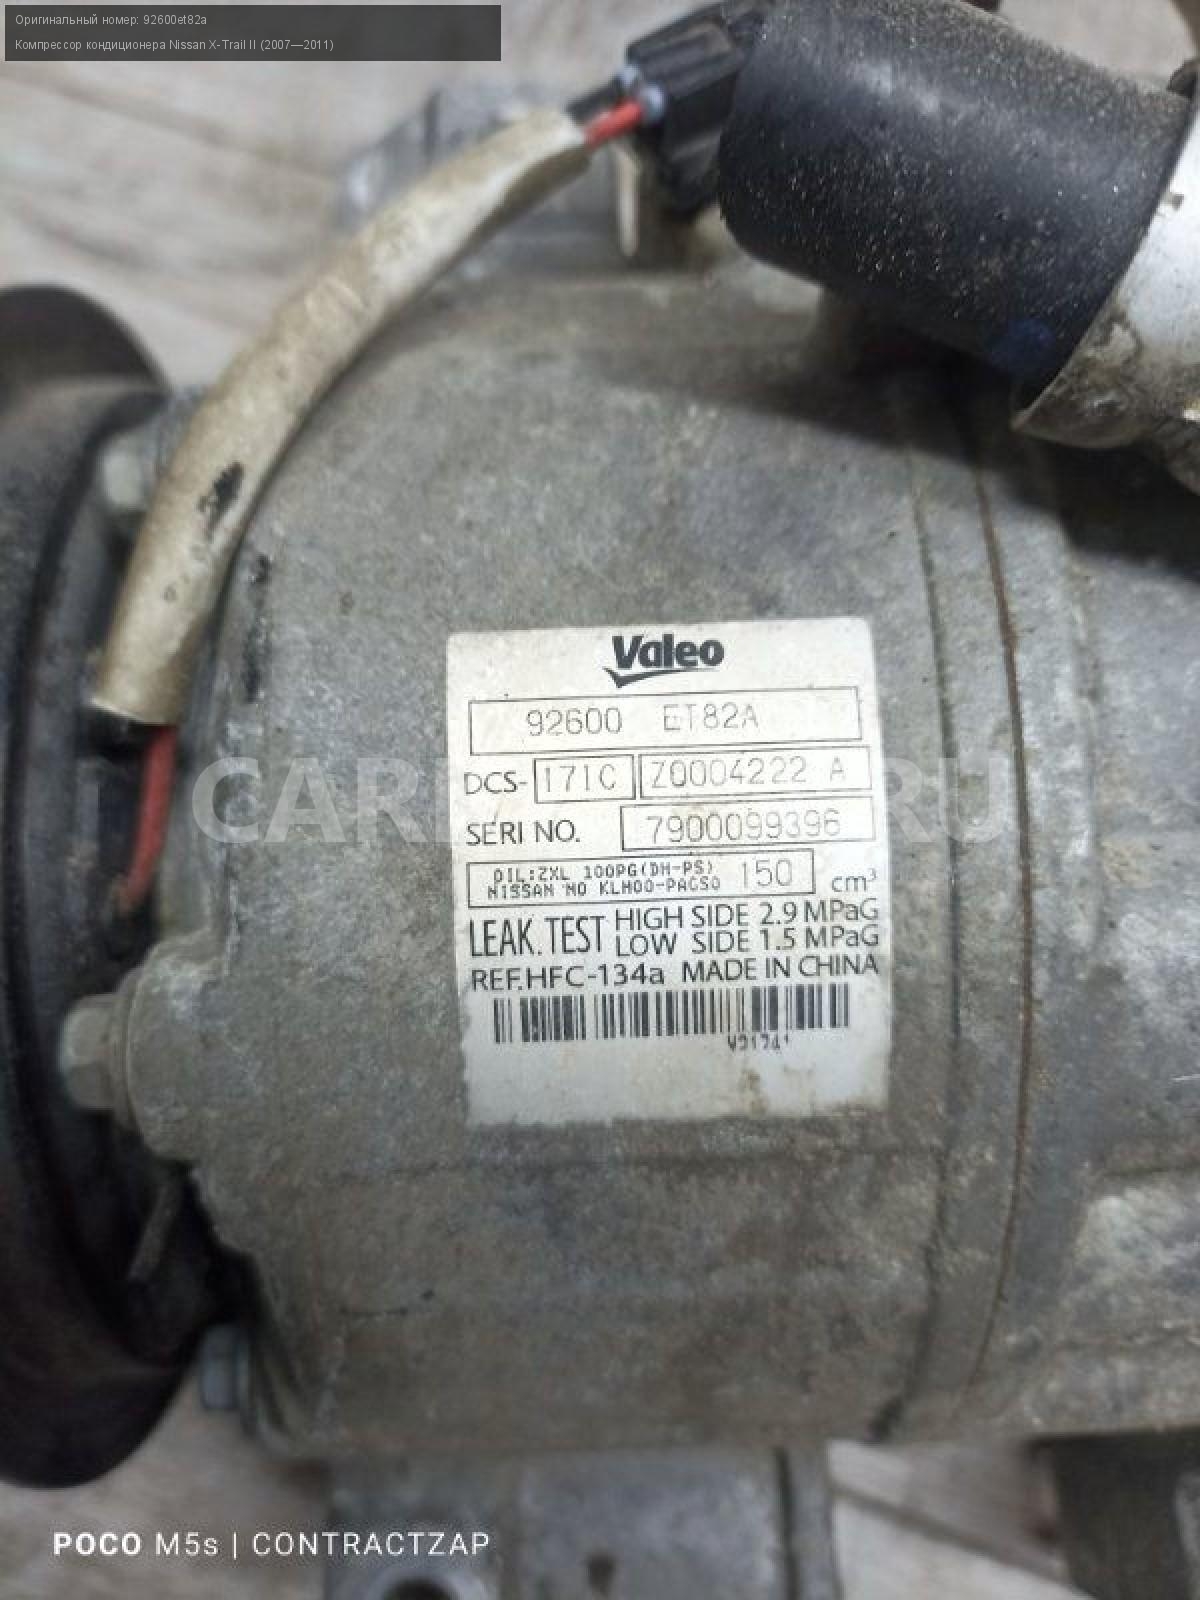 Оригинальный номер: 92600et82a
Компрессор кондиционера Nissan X-Trail II (2007—2011)
Valeo
92600 ET82A
DCS- 171C Z0004222 A
SERI NO. 7900099396
OIL:ZXL 100PG(DH-PS) 150 cm³
NISSAN NO KLH00-PAGS0
LEAK.TEST HIGH SIDE 2.9 MPaG
LOW SIDE 1.5 MPaG
REF.HFC-134a MADE IN CHINA
POCO M5s | CONTRACTZAP